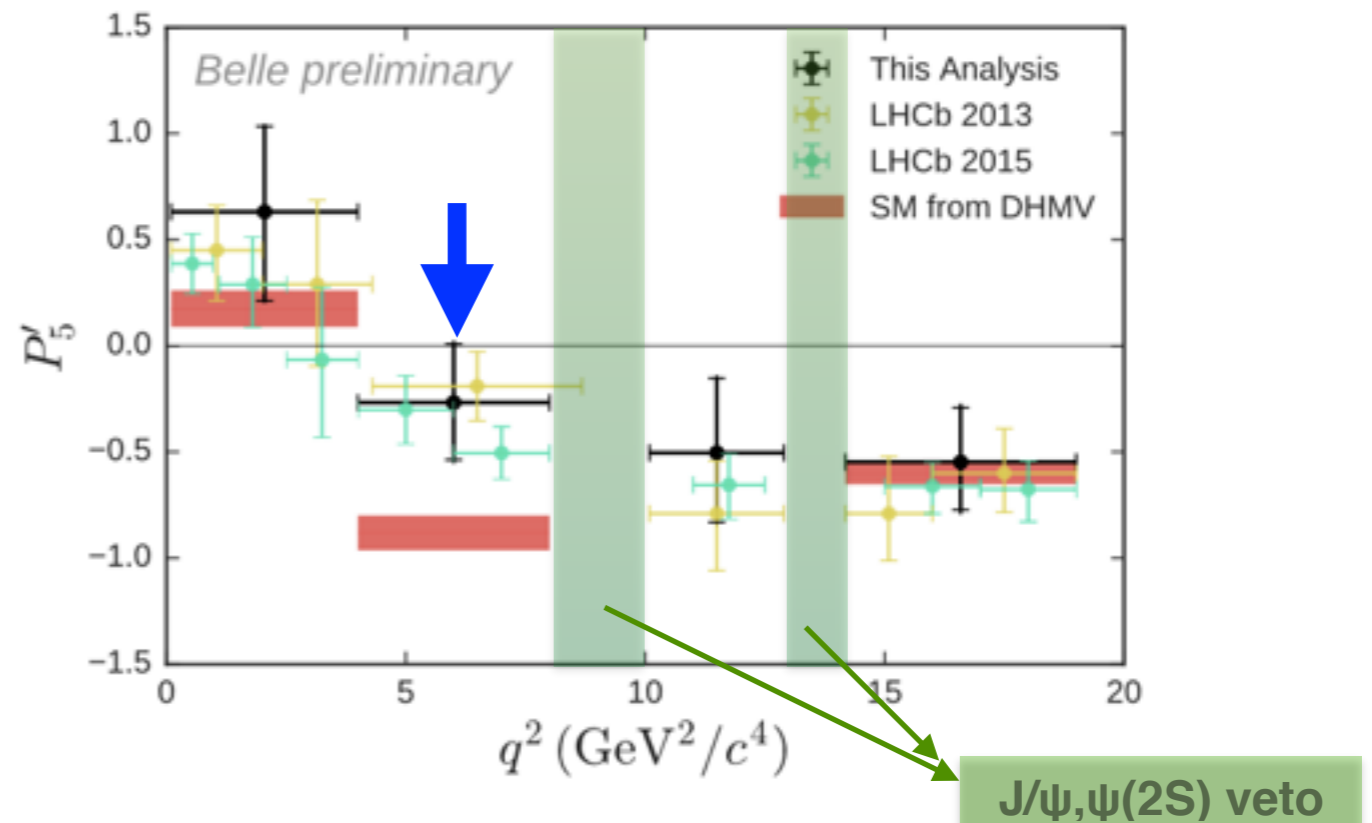 Belle preliminary
This Analysis
LHCb 2013
LHCb 2015
SM from DHMV
1.5
1.0
0.5
0.0
−0.5
−1.0
−1.5
P′5
0 5 10 15 20
q² (GeV²/c⁴)
J/ψ,ψ(2S) veto